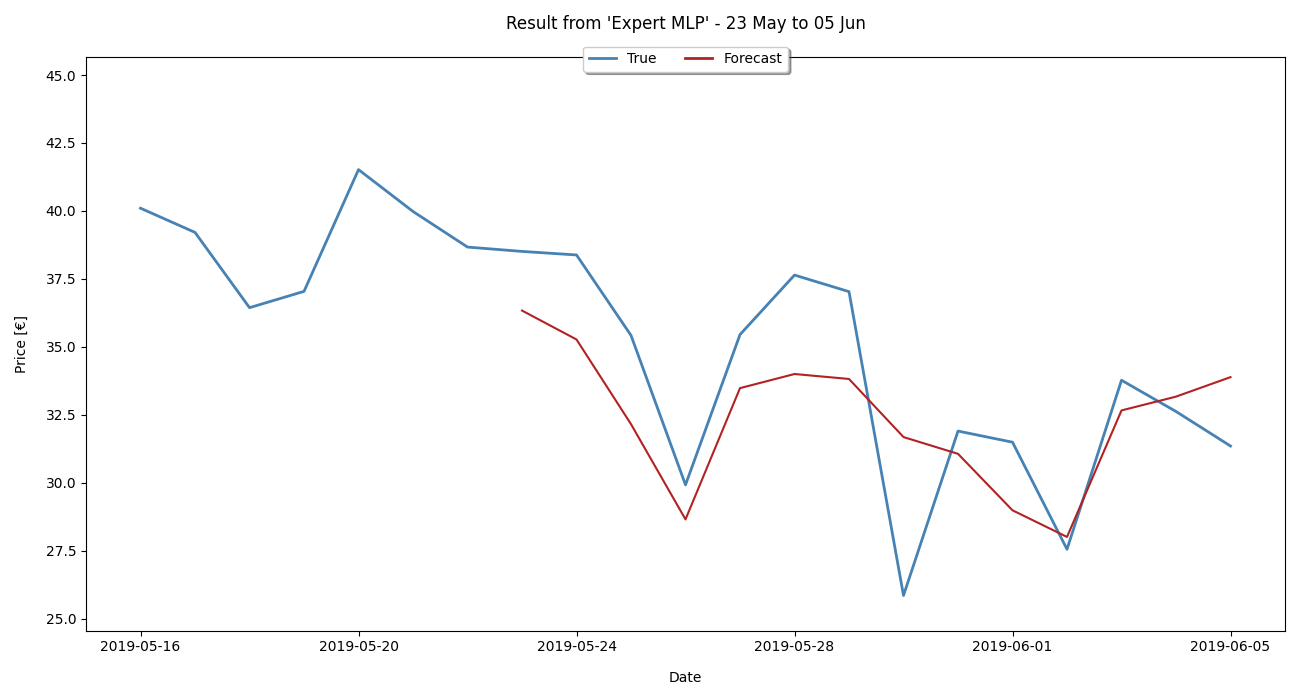 Result from 'Expert MLP' - 23 May to 05 Jun
True Forecast
45.0
42.5
40.0
37.5
35.0
32.5
30.0
27.5
25.0
Price [€]
2019-05-16 2019-05-20 2019-05-24 2019-05-28 2019-06-01 2019-06-05
Date